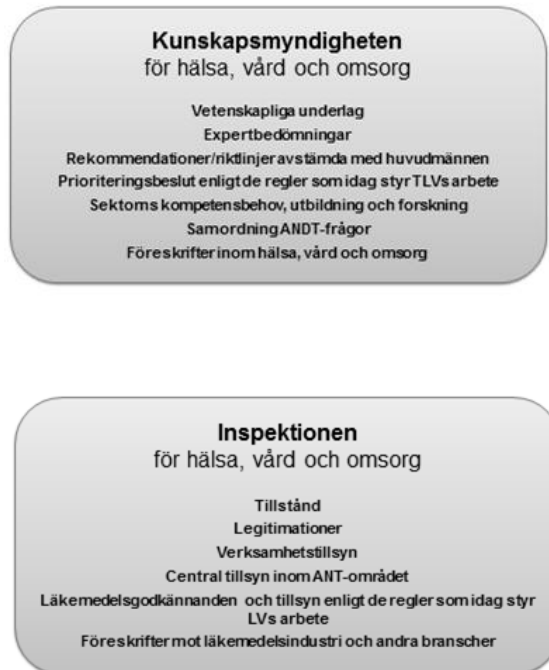 Kunskapsmyndigheten
för hälsa, vård och omsorg
Vetenskapliga underlag
Expertbedömningar
Rekommendationer/riktlinjer avstämda med huvudmännen
Prioriteringsbeslut enligt de regler som idag styr TLVs arbete
Sektorns kompetensbehov, utbildning och forskning
Samordning ANDT-frågor
Föreskrifter inom hälsa, vård och omsorg
Inspektionen
för hälsa, vård och omsorg
Tillstånd
Legitimationer
Verksamhetstillsyn
Central tillsyn inom ANT-området
Läkemedelsgodkännanden och tillsyn enligt de regler som idag styr
LVs arbete
Föreskrifter mot läkemedelsindustri och andra branscher